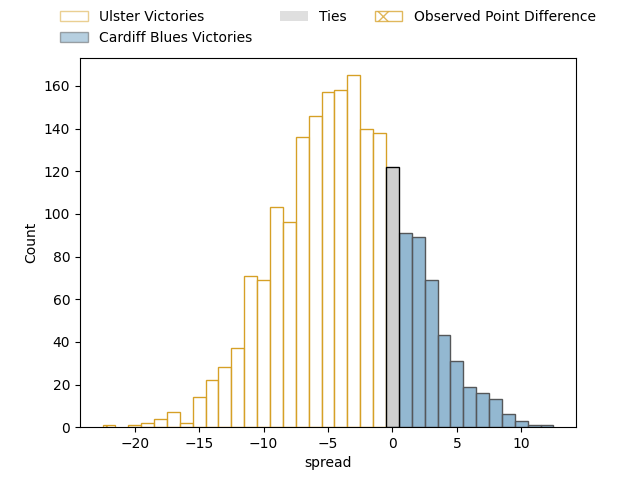 Ulster Victories
Cardiff Blues Victories
Ties
Observed Point Difference
Count
160
140
120
100
80
60
40
20
0
−20
−15
−10
−5
0
5
10
spread